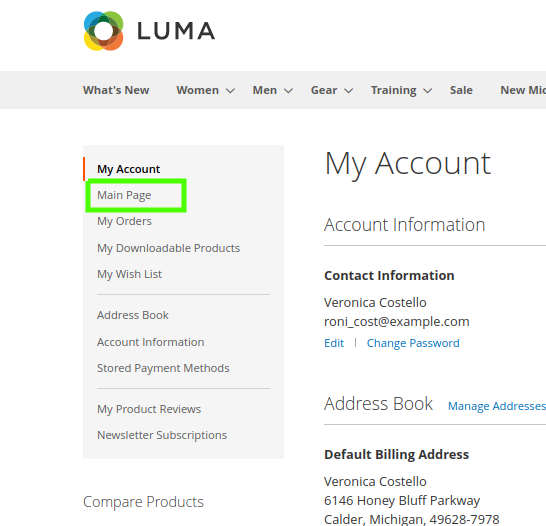 LUMA
What's New Women Men Gear Training Sale New
My Account
Main Page
My Orders
My Downloadable Products
My Wish List
Address Book
Account Information
Stored Payment Methods
My Product Reviews
Newsletter Subscriptions
Compare Products
My Account
Account Information
Contact Information
Veronica Costello
roni_cost@example.com
Edit | Change Password
Address Book Manage Addresses
Default Billing Address
Veronica Costello
6146 Honey Bluff Parkway
Calder, Michigan, 49628-7978